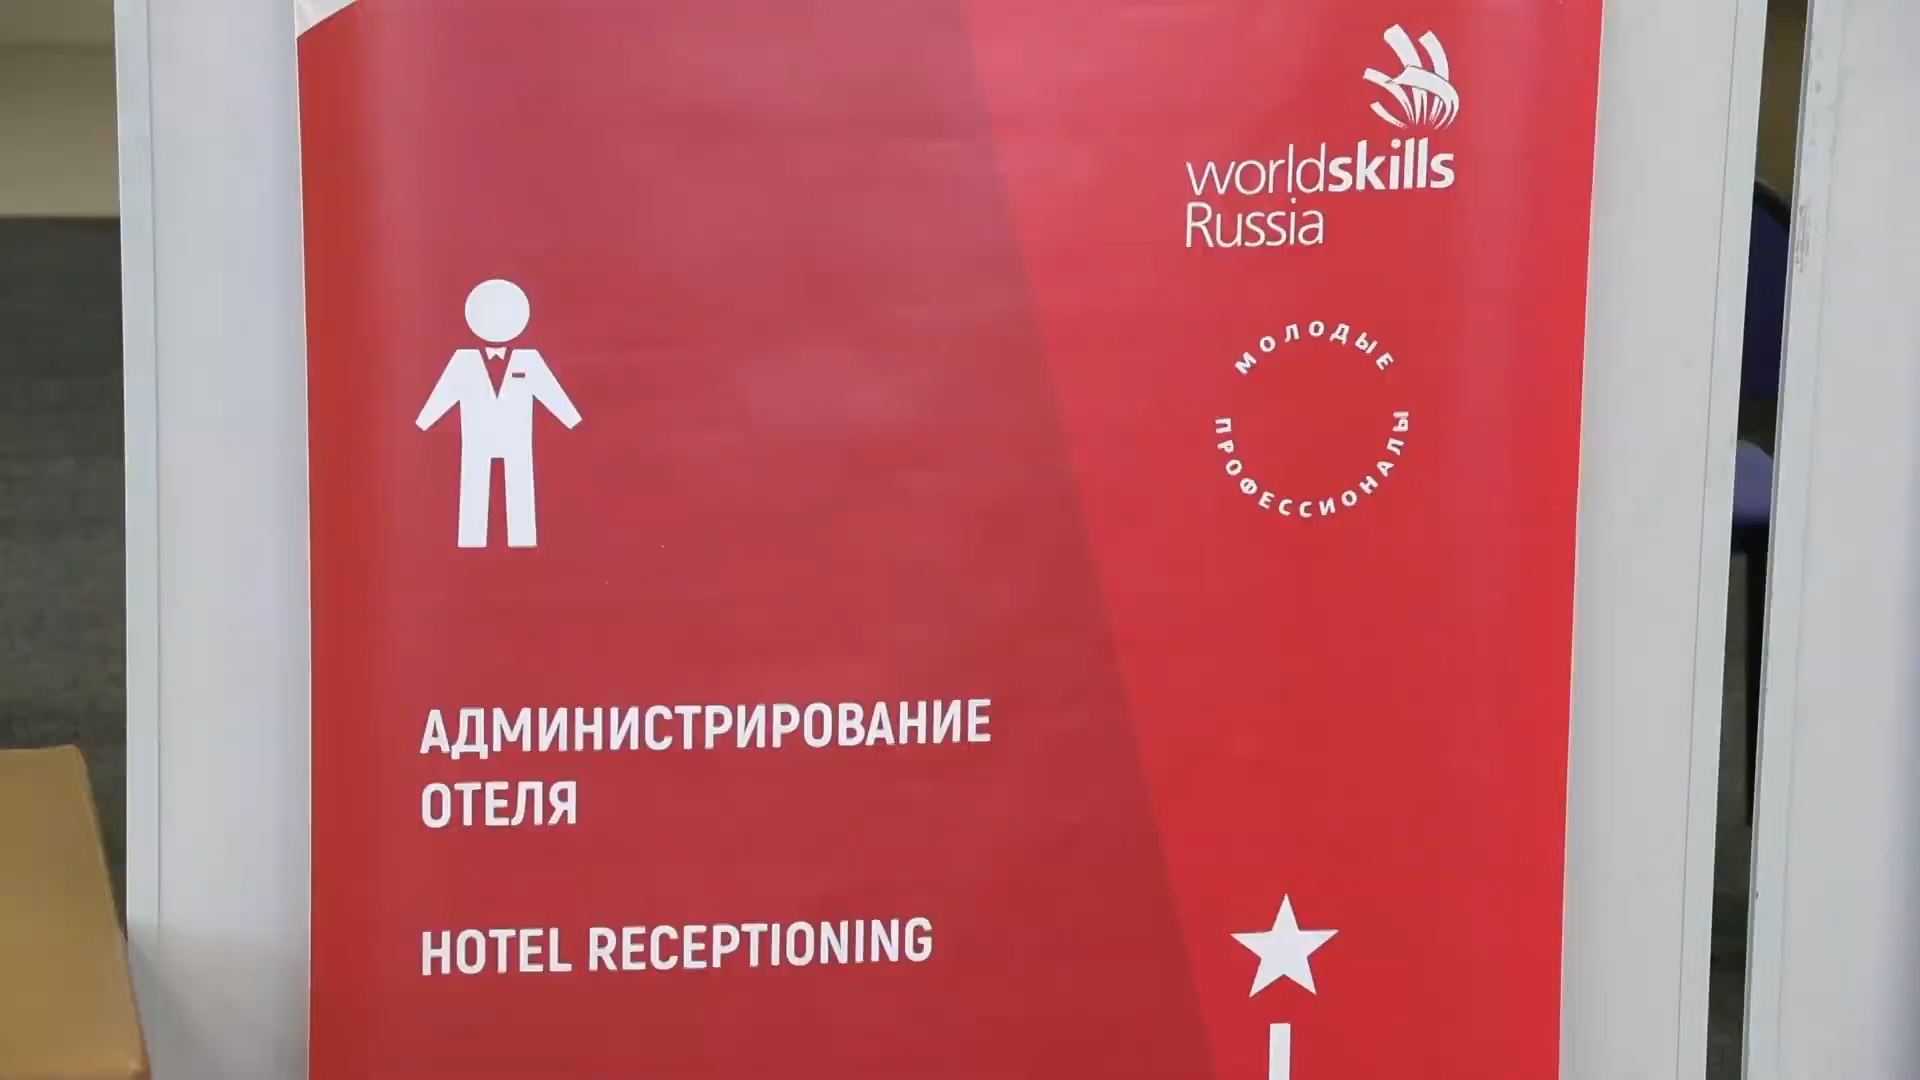 worldskills
Russia
МОЛОДЫЕ
ПРОФЕССИОНАЛЫ
АДМИНИСТРИРОВАНИЕ
ОТЕЛЯ
HOTEL RECEPTIONING